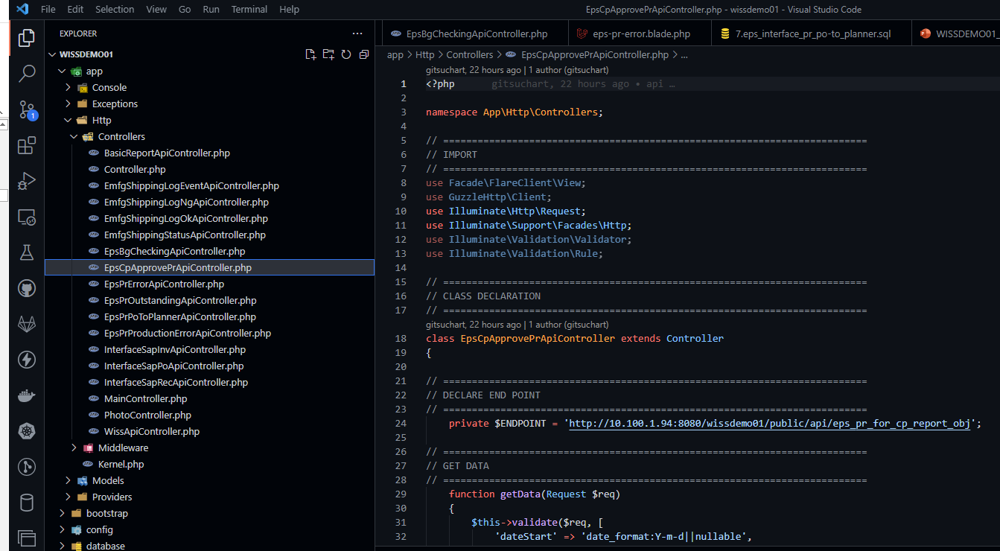 File Edit Selection View Go Run Terminal Help
EpsCpApprovePrApiController.php - wissdemo01 - Visual Studio Code
EXPLORER
WISSDEMO01
app
Console
Exceptions
Http
Controllers
BasicReportApiController.php
Controller.php
EmfgShippingLogEventApiController.php
EmfgShippingLogNgApiController.php
EmfgShippingLogOkApiController.php
EmfgShippingStatusApiController.php
EpsBgCheckingApiController.php
EpsCpApprovePrApiController.php
EpsPrErrorApiController.php
EpsPrOutstandingApiController.php
EpsPrPoToPlannerApiController.php
EpsPrProductionErrorApiController.php
InterfaceSapInvApiController.php
InterfaceSapPoApiController.php
InterfaceSapRecApiController.php
MainController.php
PhotoController.php
WissApiController.php
Middleware
Kernel.php
Models
Providers
bootstrap
config
database
1
EpsBgCheckingApiController.php eps-pr-error.blade.php 7.eps_interface_pr_po-to_planner.sql WISSDEMO01_
app > Http > Controllers > EpsCpApprovePrApiController.php > ...
gitsuchart, 22 hours ago | 1 author (gitsuchart)
1 <?php gitsuchart, 22 hours ago • api …
2
3 namespace App\Http\Controllers;
4
5 // ==========================================================================
6 // IMPORT
7 // ==========================================================================
8 use Facade\FlareClient\View;
9 use GuzzleHttp\Client;
10 use Illuminate\Http\Request;
11 use Illuminate\Support\Facades\Http;
12 use Illuminate\Validation\Validator;
13 use Illuminate\Validation\Rule;
14
15 // ==========================================================================
16 // CLASS DECLARATION
17 // ==========================================================================
gitsuchart, 22 hours ago | 1 author (gitsuchart)
18 class EpsCpApprovePrApiController extends Controller
19 {
20
21 // ==========================================================================
22 // DECLARE END POINT
23 // ==========================================================================
24 private $ENDPOINT = 'http://10.100.1.94:8080/wissdemo01/public/api/eps_pr_for_cp_report_obj';
25
26 // ==========================================================================
27 // GET DATA
28 // ==========================================================================
29 function getData(Request $req)
30 {
31 $this->validate($req, [
32 'dateStart' => 'date_format:Y-m-d||nullable',